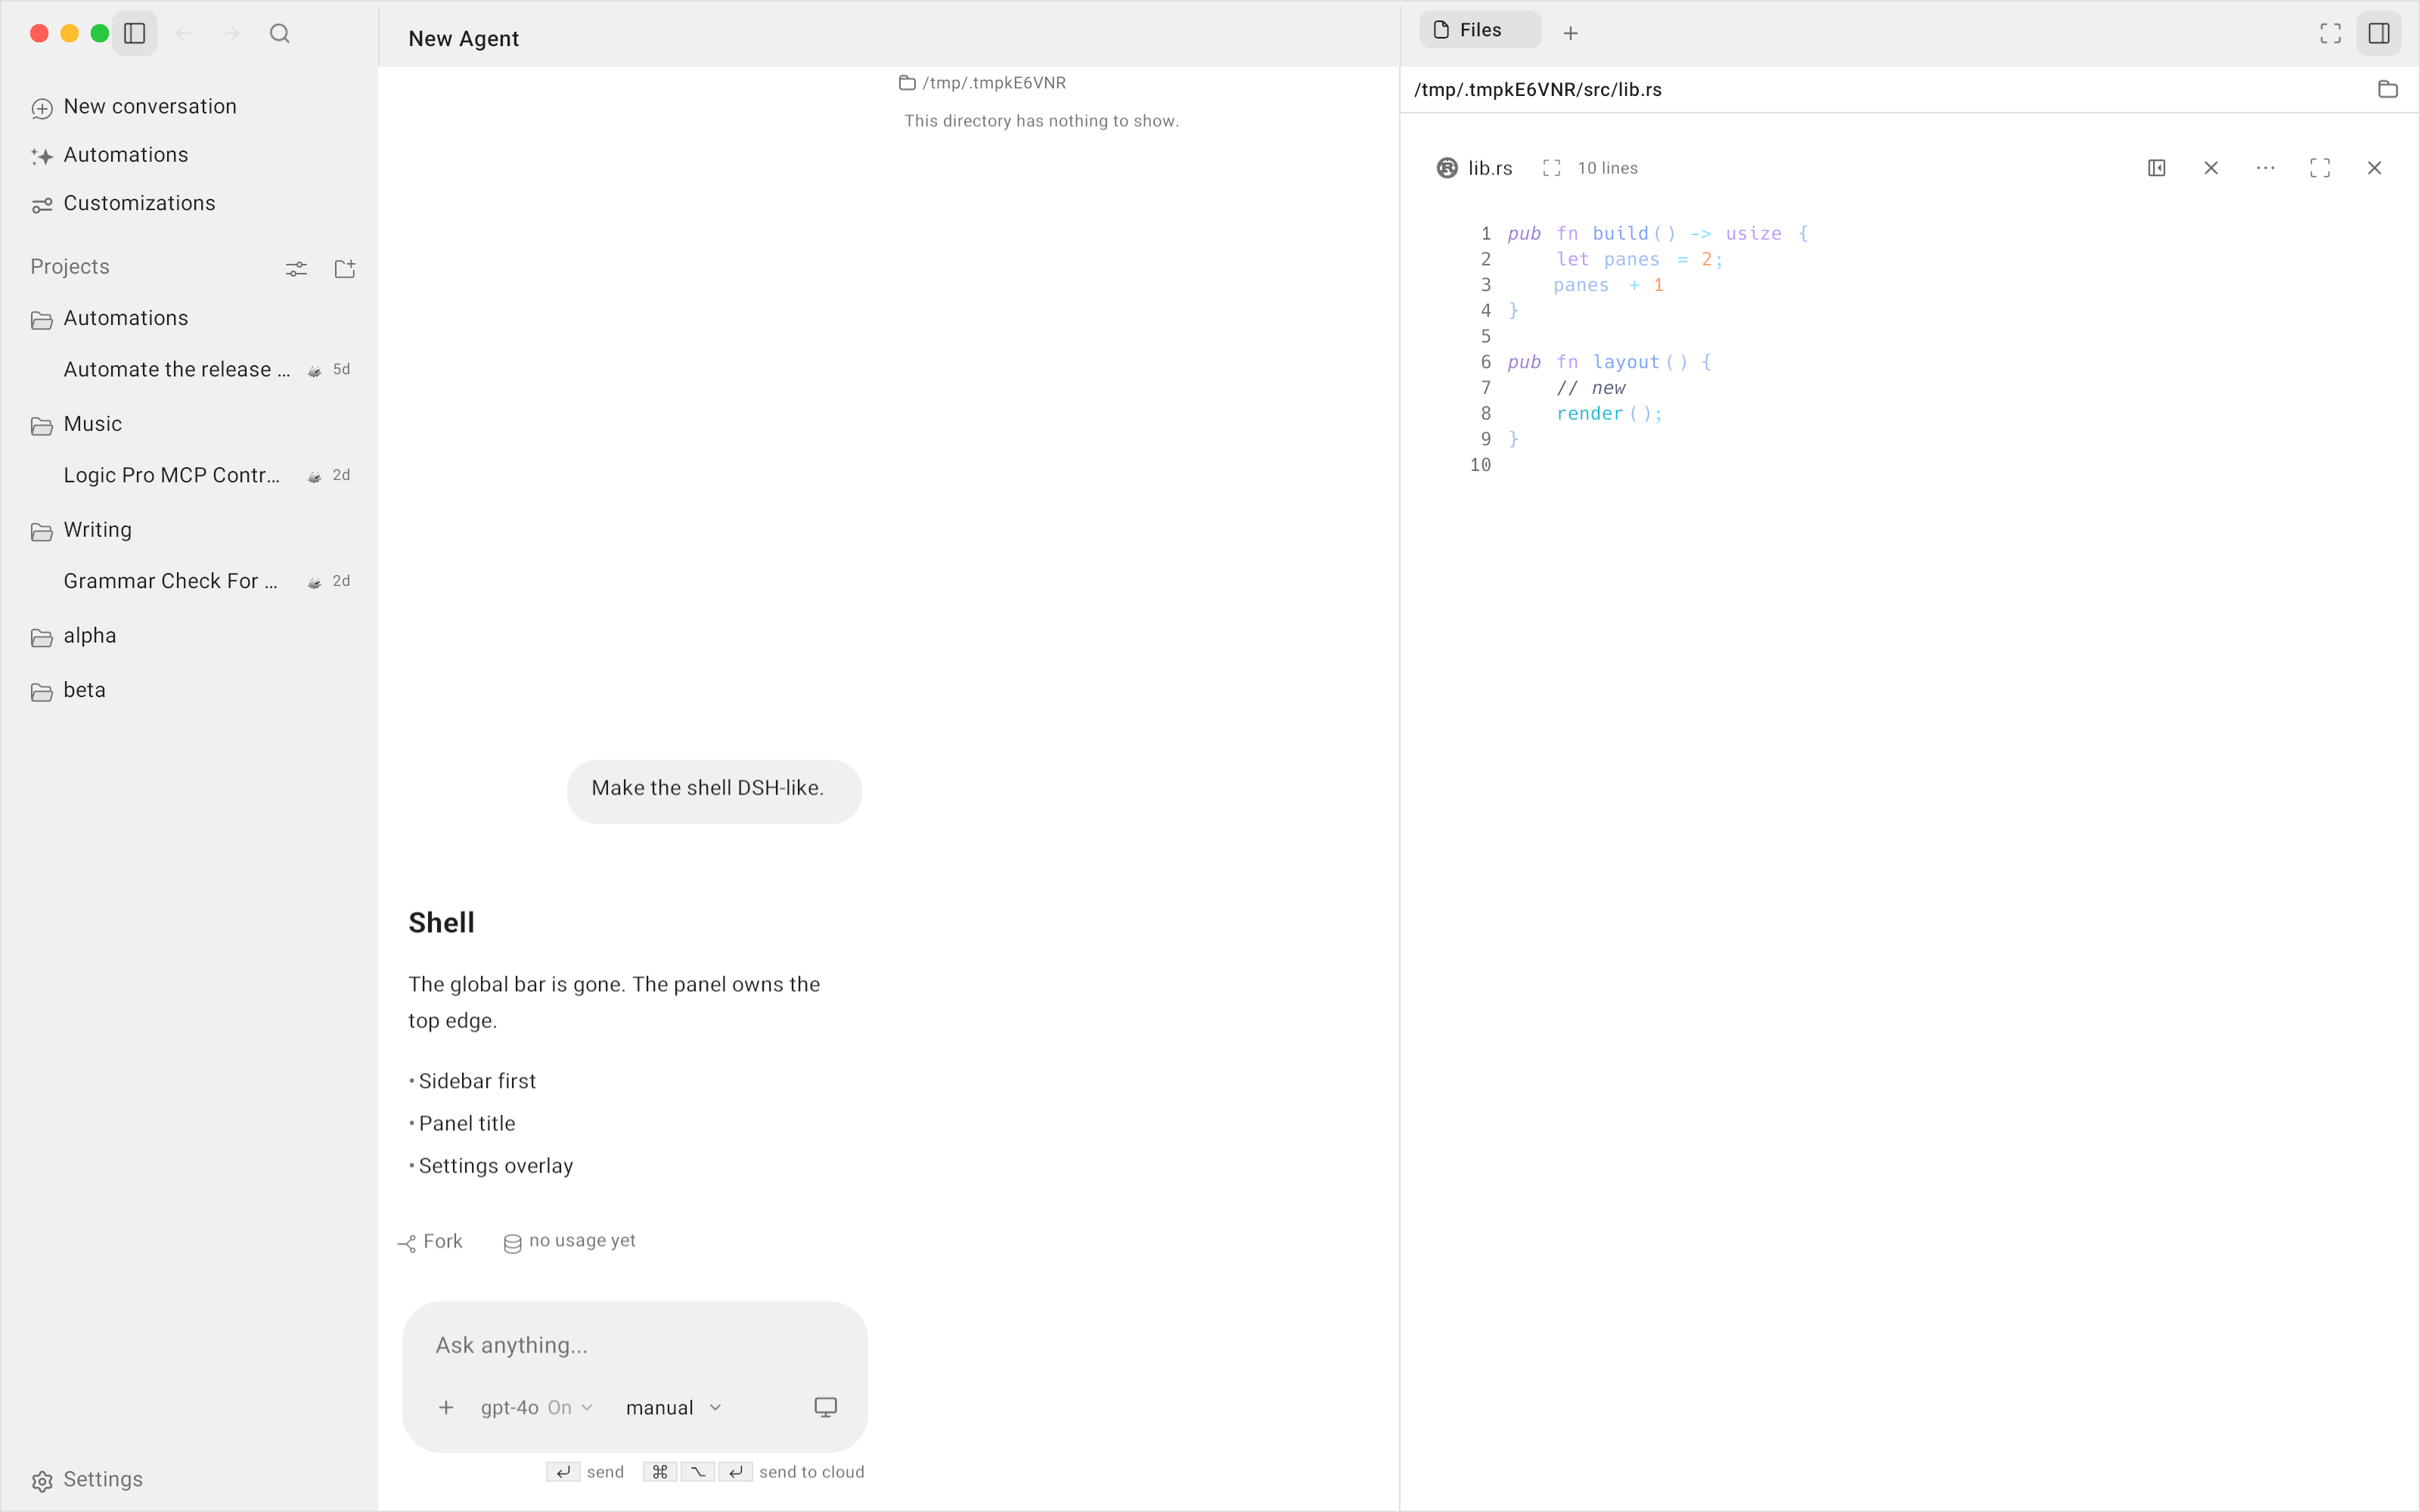 New conversation
Automations
Customizations
Projects
Automations
Automate the release ... 5d
Music
Logic Pro MCP Contr... 2d
Writing
Grammar Check For ... 2d
alpha
beta
Settings
New Agent
/tmp/.tmpkE6VNR
This directory has nothing to show.
Make the shell DSH-like.
Shell
The global bar is gone. The panel owns the
top edge.
• Sidebar first
• Panel title
• Settings overlay
Fork no usage yet
Ask anything...
gpt-4o On manual
send ⌘ ⌥ send to cloud
Files
/tmp/.tmpkE6VNR/src/lib.rs
lib.rs 10 lines
1 pub fn build() -> usize {
2 let panes = 2;
3 panes + 1
4 }
5
6 pub fn layout() {
7 // new
8 render();
9 }
10